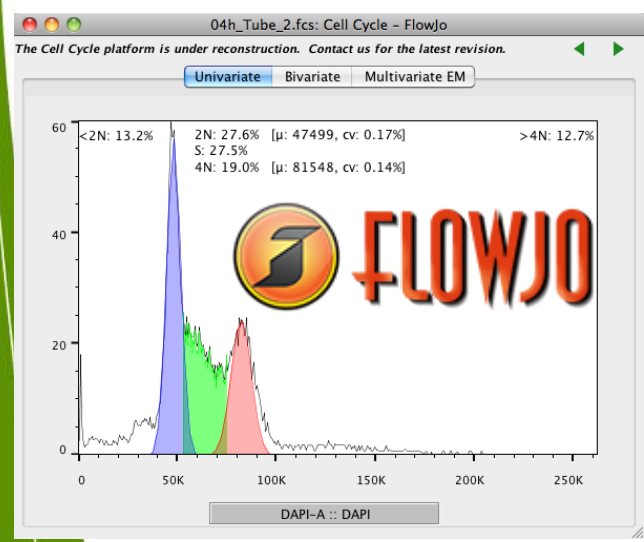 04h_Tube_2.fcs: Cell Cycle - FlowJo
The Cell Cycle platform is under reconstruction. Contact us for the latest revision.
Univariate Bivariate Multivariate EM
<2N: 13.2% 2N: 27.6% [μ: 47499, cv: 0.17%] >4N: 12.7%
S: 27.5%
4N: 19.0% [μ: 81548, cv: 0.14%]
FLOWJO
60
40
20
0
0 50K 100K 150K 200K 250K
DAPI-A :: DAPI